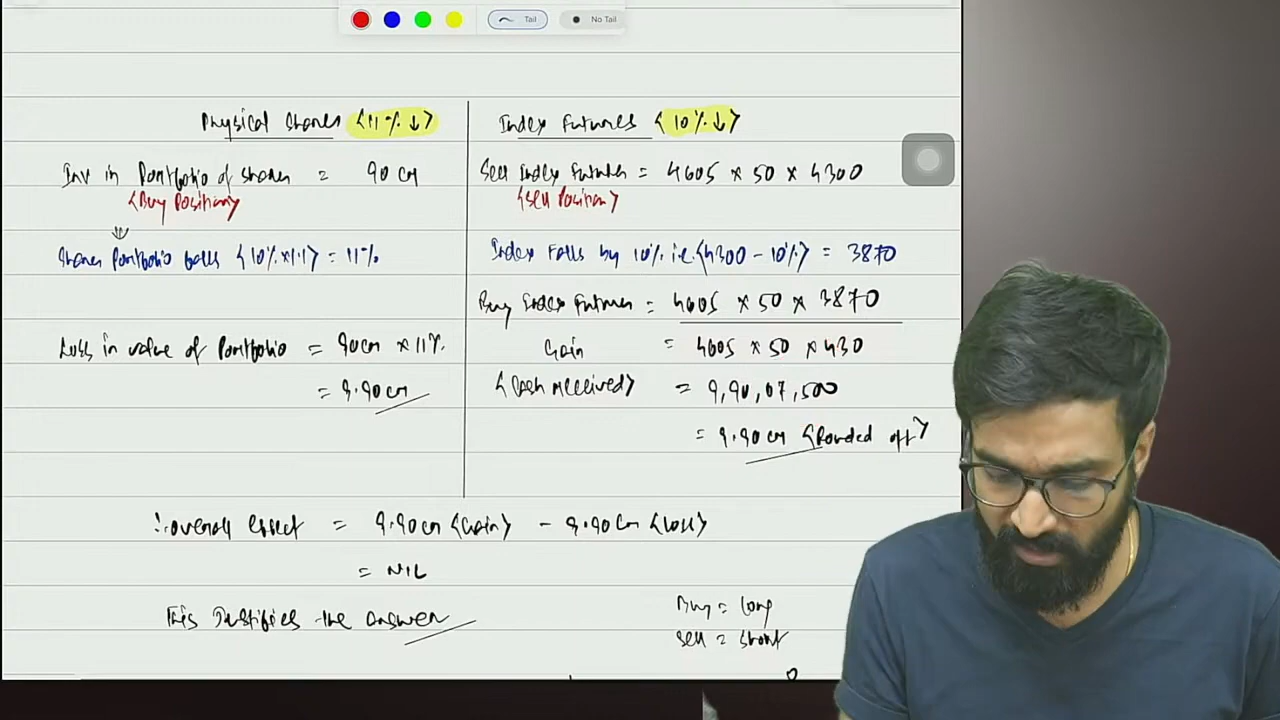 Tail
No Tail
Physical Shares {11% ↓}
Inv in Portfolio of shares = 90 cr
{Buy Position}
Shares Portfolio falls {10% × 1.1} = 11%
Loss in value of Portfolio = 90cr × 11%
= 9.90cr
Index Futures {10% ↓}
Sell Index Futures = 4605 × 50 × 4300
{Sell Position}
Index Falls by 10% i.e. {4300 - 10%} = 3870
Buy Index Futures = 4605 × 50 × 3870
Gain = 4605 × 50 × 430
{Cash received} = 9,90,07,500
= 9.90 cr {Rounded off}
∴ overall effect = 9.90cr {Gain} - 9.90cr {Loss}
= NIL
This Justifies the answer
Buy = long
Sell = short